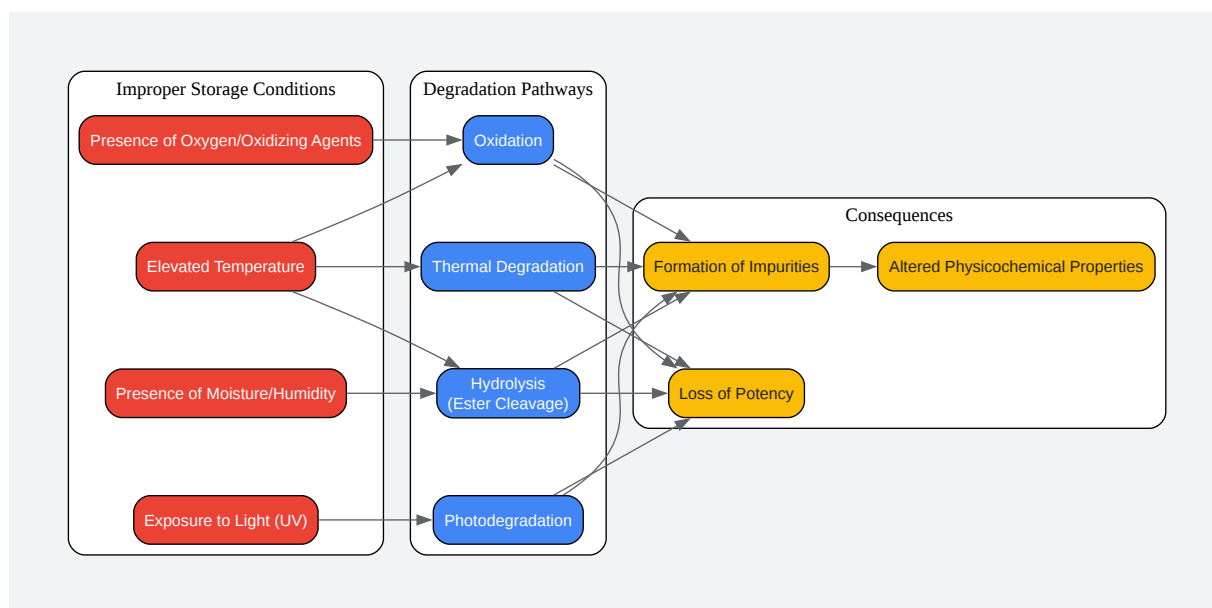 Improper Storage Conditions
Presence of Oxygen/Oxidizing Agents
Elevated Temperature
Presence of Moisture/Humidity
Exposure to Light (UV)
Degradation Pathways
Oxidation
Thermal Degradation
Hydrolysis
(Ester Cleavage)
Photodegradation
Consequences
Formation of Impurities
Altered Physicochemical Properties
Loss of Potency